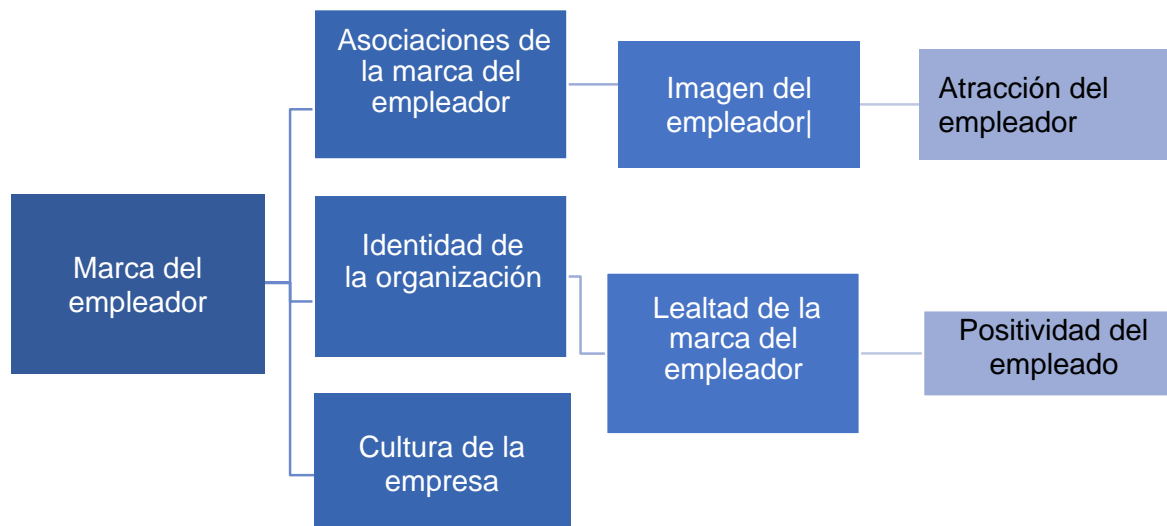 Asociaciones de
la marca del
empleador
Imagen del
empleador|
Atracción del
empleador
Marca del
empleador
Identidad de
la organización
Lealtad de la
marca del
empleador
Positividad del
empleado
Cultura de la
empresa